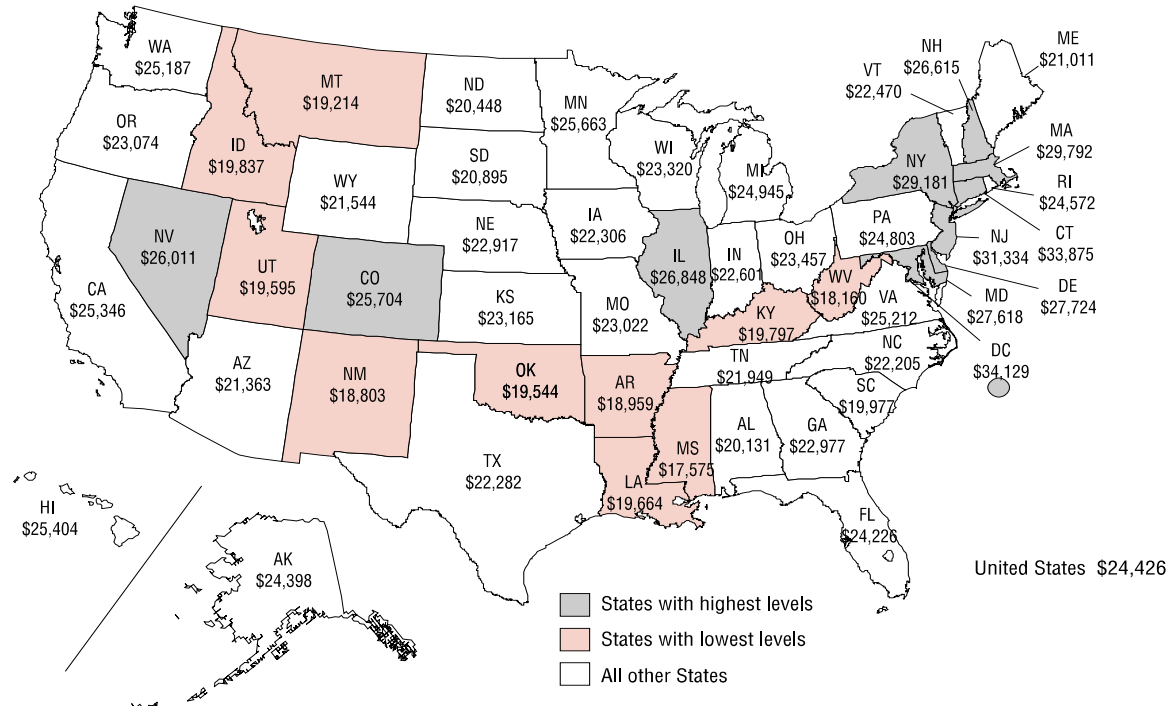 WA
$25,187
OR
$23,074
CA
$25,346
NV
$26,011
ID
$19,837
MT
$19,214
WY
$21,544
UT
$19,595
CO
$25,704
AZ
$21,363
NM
$18,803
ND
$20,448
SD
$20,895
NE
$22,917
KS
$23,165
OK
$19,544
TX
$22,282
MN
$25,663
IA
$22,306
MO
$23,022
AR
$18,959
LA
$19,664
WI
$23,320
IL
$26,848
MI
$24,945
IN
$22,601
OH
$23,457
KY
$19,797
TN
$21,949
MS
$17,575
AL
$20,131
GA
$22,977
FL
$24,226
SC
$19,977
NC
$22,205
VA
$25,212
WV
$18,160
PA
$24,803
NY
$29,181
VT
$22,470
NH
$26,615
ME
$21,011
MA
$29,792
RI
$24,572
CT
$33,875
NJ
$31,334
DE
$27,724
MD
$27,618
DC
$34,129
HI
$25,404
AK
$24,398
United States $24,426
States with highest levels
States with lowest levels
All other States